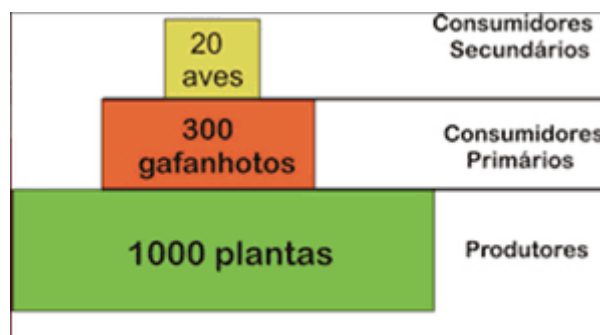 20
aves
Consumidores
Secundários
300
gafanhotos
Consumidores
Primários
1000 plantas
Produtores